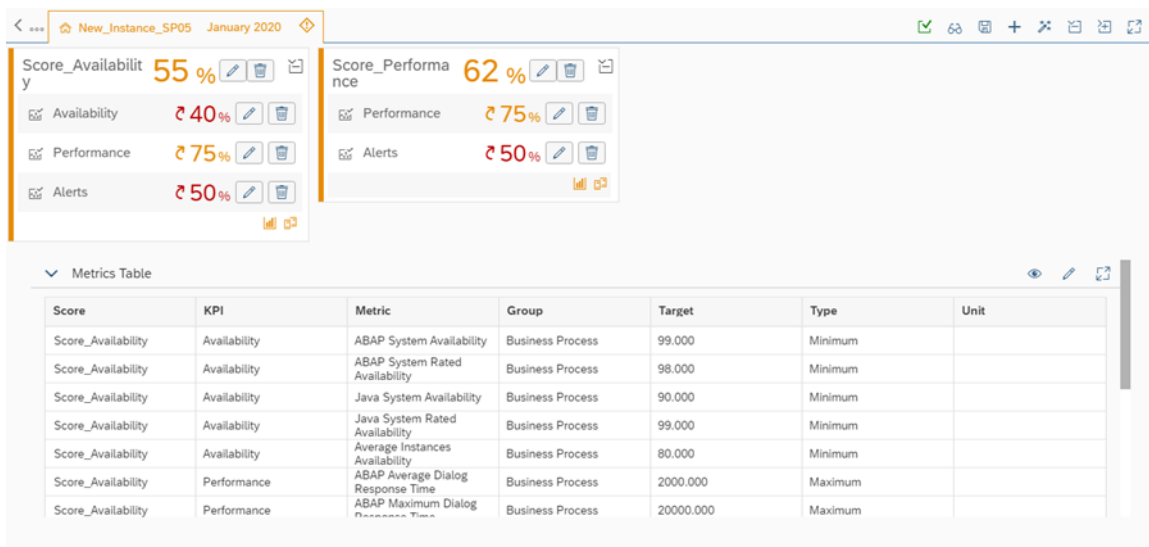 New_Instance_SP05 January 2020
Score_Availabilit
y
55 %
Availability 40 %
Performance 75 %
Alerts 50 %
Score_Performa
nce
62 %
Performance 75 %
Alerts 50 %
Metrics Table
Score KPI Metric Group Target Type Unit
Score_Availability Availability ABAP System Availability Business Process 99.000 Minimum
Score_Availability Availability ABAP System Rated
Availability Business Process 98.000 Minimum
Score_Availability Availability Java System Availability Business Process 90.000 Minimum
Score_Availability Availability Java System Rated
Availability Business Process 99.000 Minimum
Score_Availability Availability Average Instances
Availability Business Process 80.000 Minimum
Score_Availability Performance ABAP Average Dialog
Response Time Business Process 2000.000 Maximum
Score_Availability Performance ABAP Maximum Dialog
Response Time Business Process 20000.000 Maximum